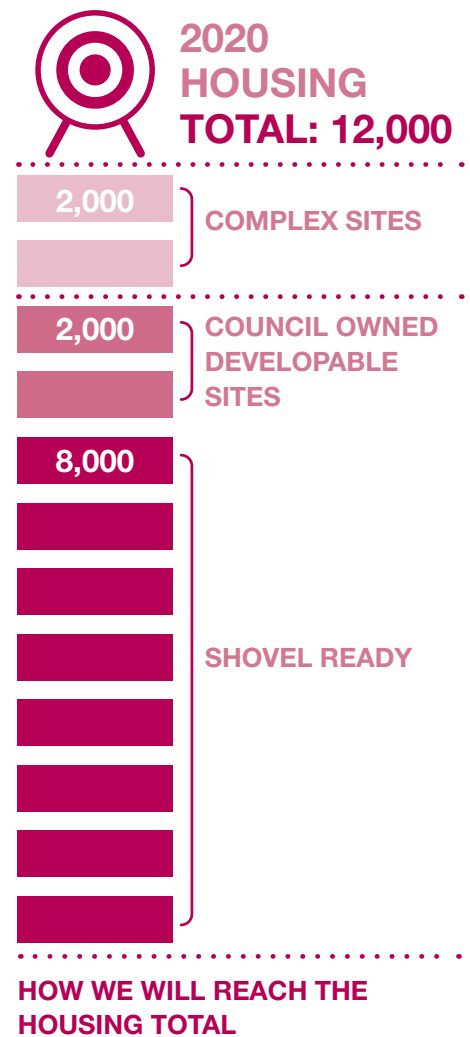 2020
HOUSING
TOTAL: 12,000
2,000
COMPLEX SITES
2,000
COUNCIL OWNED
DEVELOPABLE
SITES
8,000
SHOVEL READY
HOW WE WILL REACH THE
HOUSING TOTAL